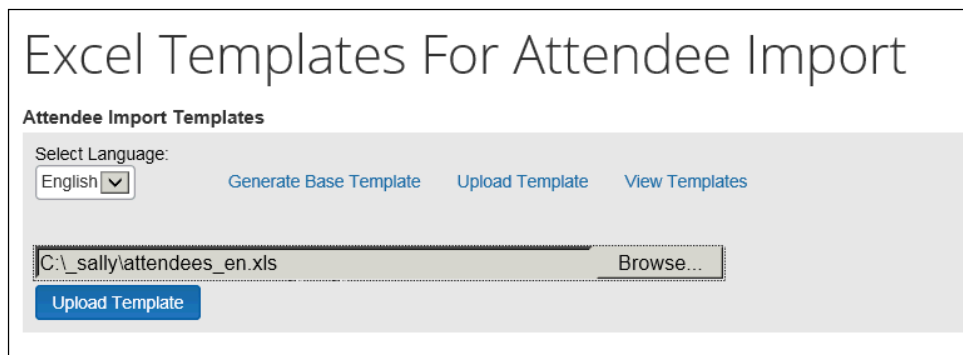 Excel Templates For Attendee Import
Attendee Import Templates
Select Language:
English Generate Base Template Upload Template View Templates
C:\_sally\attendees_en.xls Browse...
Upload Template